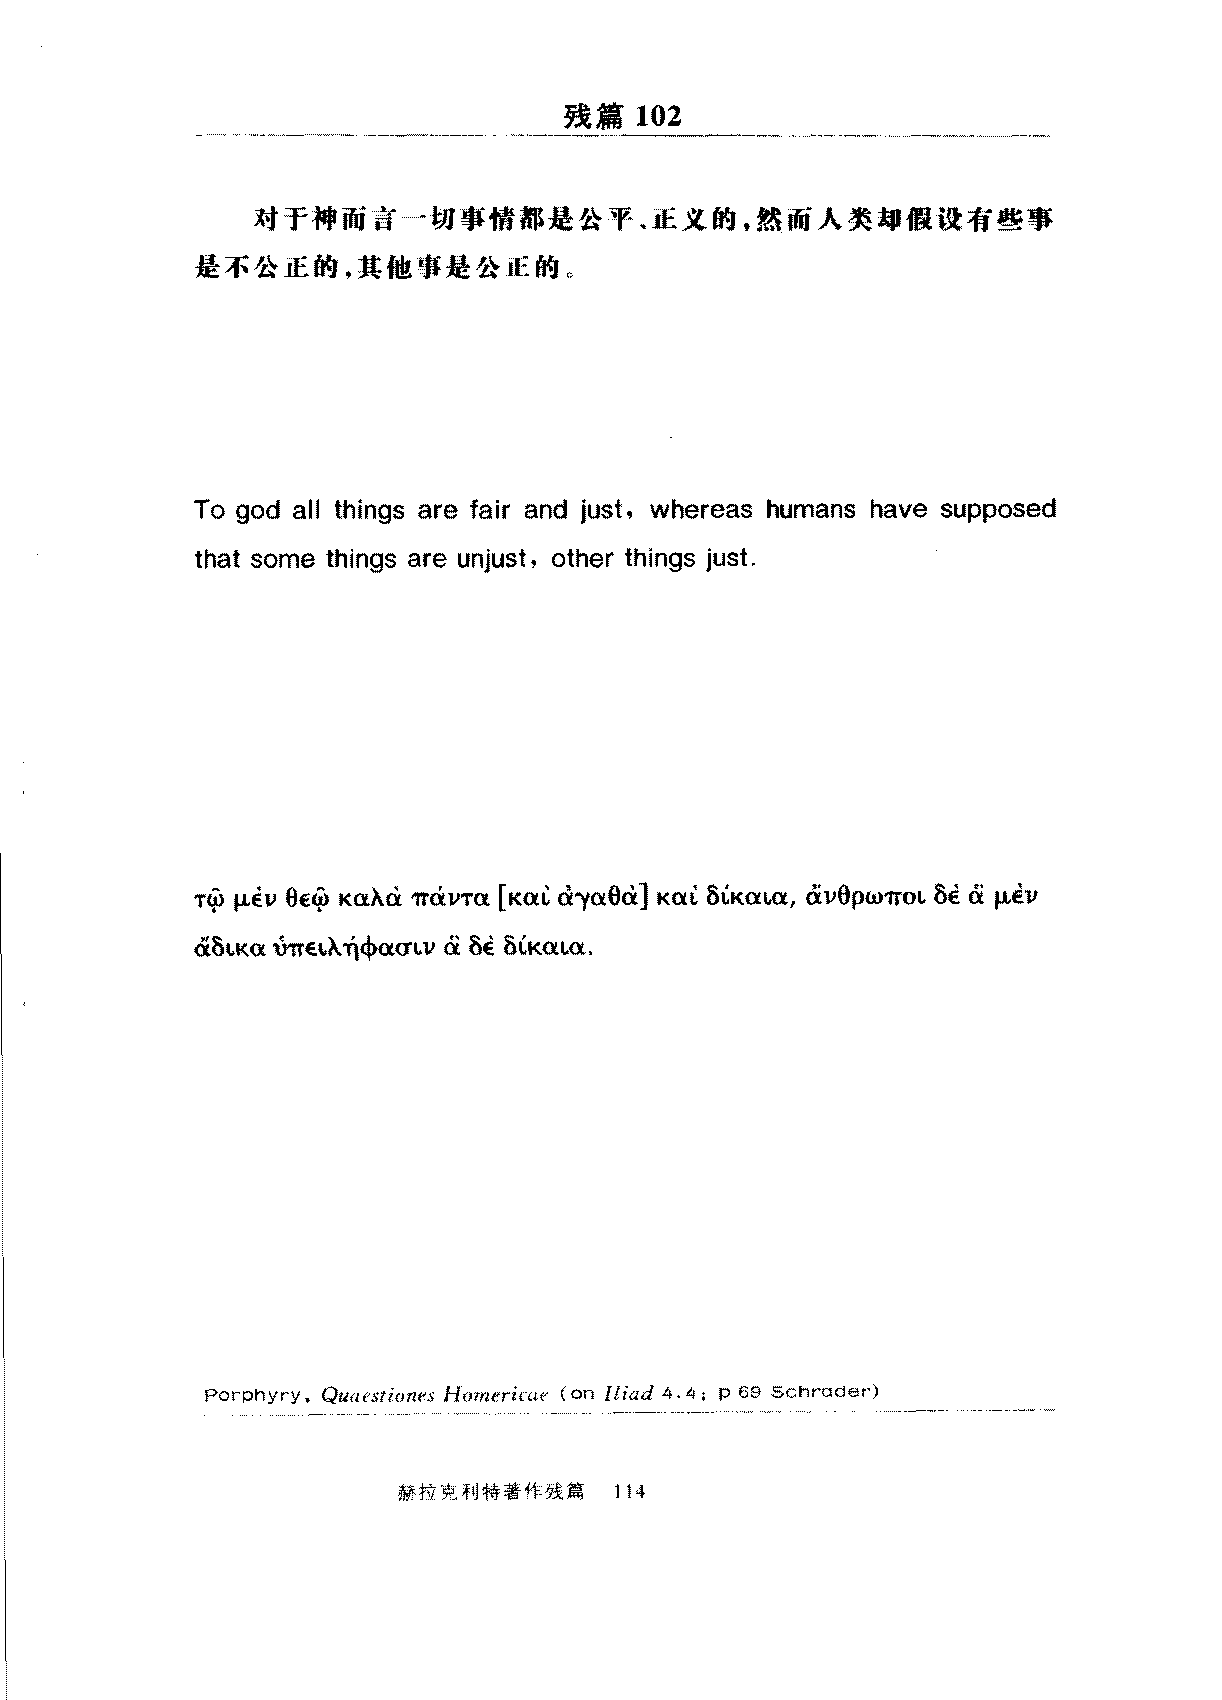 残篇 102
对于神而言一切事情都是公平、正义的,然而人类却假设有些事
是不公正的,其他事是公正的。
To god all things are fair and just, whereas humans have supposed
that some things are unjust, other things just.
τῷ μὲν θεῷ καλὰ πάντα [καὶ ἀγαθὰ] καὶ δίκαια, ἄνθρωποι δὲ ἃ μὲν
ἄδικα ὑπειλήφασιν ἃ δὲ δίκαια.
Porphyry, Quaestiones Homericae (on Iliad 4.4; p 69 Schrader)
赫拉克利特著作残篇 114